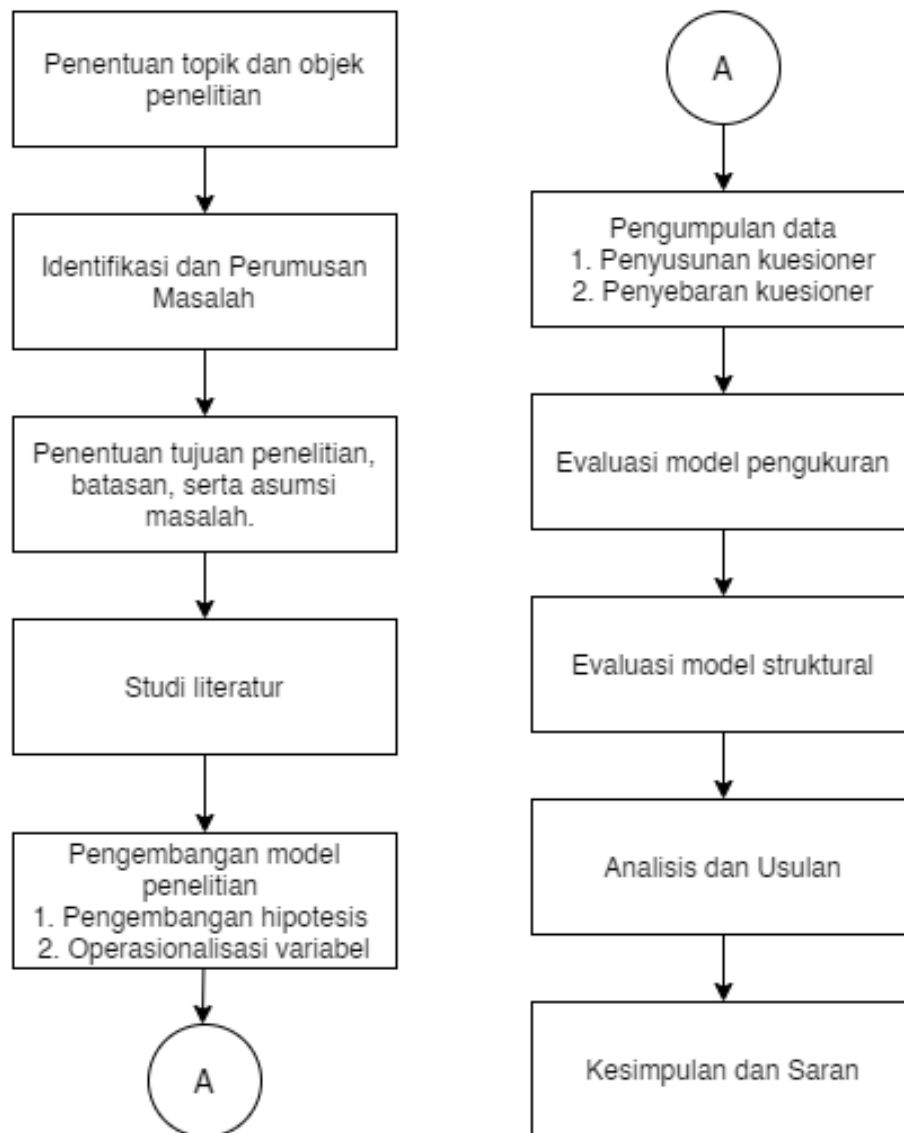 Penentuan topik dan objek
penelitian
Identifikasi dan Perumusan
Masalah
Penentuan tujuan penelitian,
batasan, serta asumsi
masalah.
Studi literatur
Pengembangan model
penelitian
1. Pengembangan hipotesis
2. Operasionalisasi variabel
A
A
Pengumpulan data
1. Penyusunan kuesioner
2. Penyebaran kuesioner
Evaluasi model pengukuran
Evaluasi model struktural
Analisis dan Usulan
Kesimpulan dan Saran